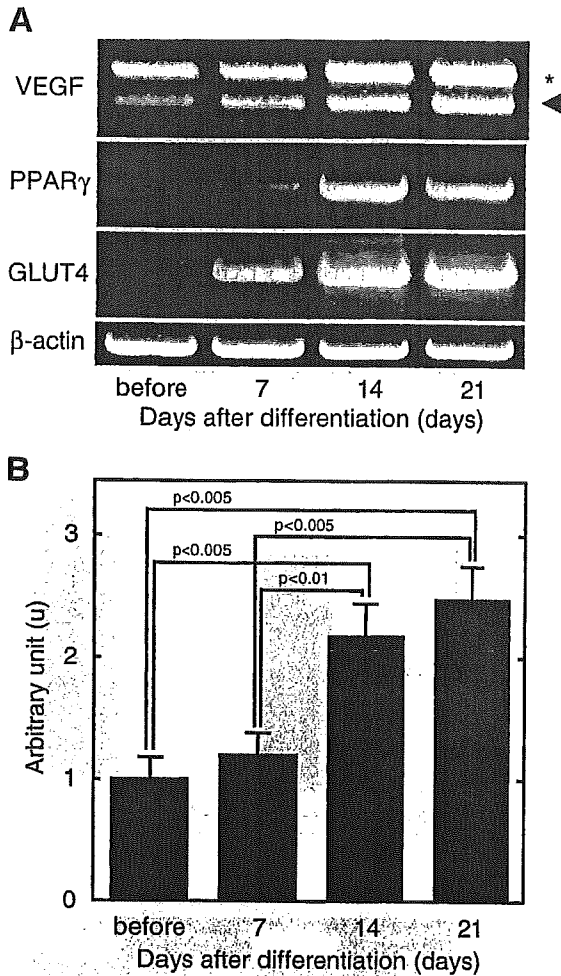 A
VEGF
*
PPARγ
GLUT4
β-actin
before 7 14 21
Days after differentiation (days)
B
p<0.005
p<0.005
p<0.005
p<0.01
3
2
1
0
Arbitrary unit (u)
before 7 14 21
Days after differentiation (days)